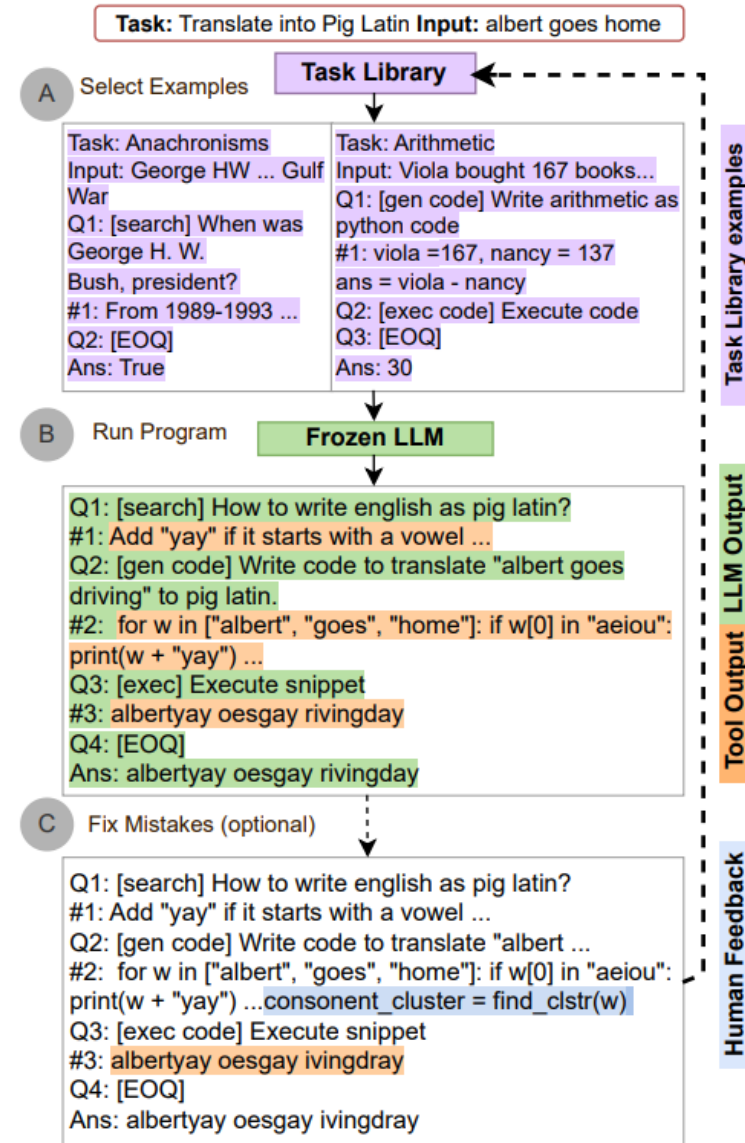 Task: Translate into Pig Latin Input: albert goes home
A
Select Examples
Task Library
Task: Anachronisms
Input: George HW ... Gulf
War
Q1: [search] When was
George H. W.
Bush, president?
#1: From 1989-1993 ...
Q2: [EOQ]
Ans: True
Task: Arithmetic
Input: Viola bought 167 books...
Q1: [gen code] Write arithmetic as
python code
#1: viola =167, nancy = 137
ans = viola - nancy
Q2: [exec code] Execute code
Q3: [EOQ]
Ans: 30
B
Run Program
Frozen LLM
Q1: [search] How to write english as pig latin?
#1: Add "yay" if it starts with a vowel ...
Q2: [gen code] Write code to translate "albert goes
driving" to pig latin.
#2: for w in ["albert", "goes", "home"]: if w[0] in "aeiou":
print(w + "yay") ...
Q3: [exec] Execute snippet
#3: albertyay oesgay rivingday
Q4: [EOQ]
Ans: albertyay oesgay rivingday
C
Fix Mistakes (optional)
Q1: [search] How to write english as pig latin?
#1: Add "yay" if it starts with a vowel ...
Q2: [gen code] Write code to translate "albert ...
#2: for w in ["albert", "goes", "home"]: if w[0] in "aeiou":
print(w + "yay") ...consonent_cluster = find_clstr(w)
Q3: [exec code] Execute snippet
#3: albertyay oesgay ivingdray
Q4: [EOQ]
Ans: albertyay oesgay ivingdray
Task Library examples
LLM Output
Tool Output
Human Feedback